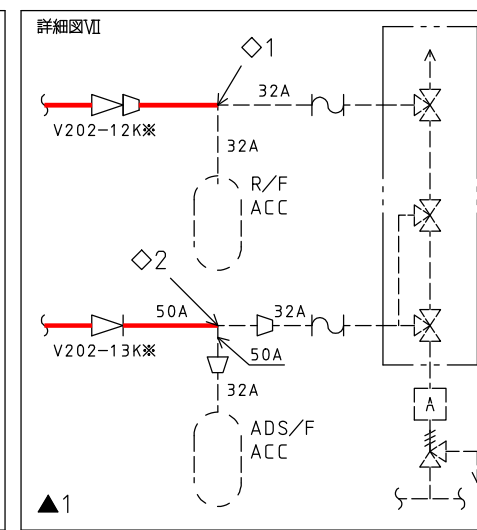 詳細図Ⅶ
◇1
32A
V202-12K※
32A
R/F
ACC
◇2
50A
32A
V202-13K※
50A
32A
A
ADS/F
ACC
▲1